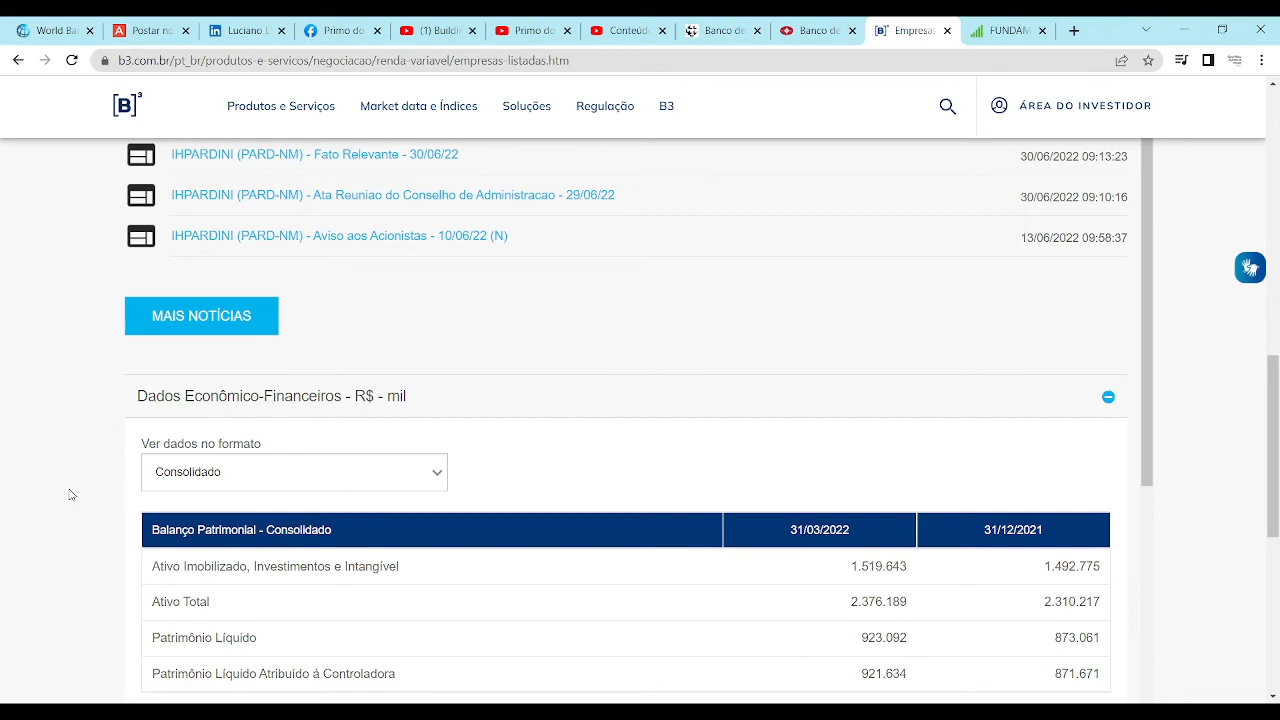 World Ba
Postar no
Luciano L
Primo do
(1) Buildi
Primo do
Conteúdo
Banco de
Banco de
Empresas
FUNDAM
b3.com.br/pt_br/produtos-e-servicos/negociacao/renda-variavel/empresas-listadas.htm
[B]³
Produtos e Serviços
Market data e Índices
Soluções
Regulação
B3
ÁREA DO INVESTIDOR
IHPARDINI (PARD-NM) - Fato Relevante - 30/06/22
30/06/2022 09:13:23
IHPARDINI (PARD-NM) - Ata Reuniao do Conselho de Administracao - 29/06/22
30/06/2022 09:10:16
IHPARDINI (PARD-NM) - Aviso aos Acionistas - 10/06/22 (N)
13/06/2022 09:58:37
MAIS NOTÍCIAS
Dados Econômico-Financeiros - R$ - mil
Ver dados no formato
Consolidado
Balanço Patrimonial - Consolidado 31/03/2022 31/12/2021
Ativo Imobilizado, Investimentos e Intangível 1.519.643 1.492.775
Ativo Total 2.376.189 2.310.217
Patrimônio Líquido 923.092 873.061
Patrimônio Líquido Atribuído à Controladora 921.634 871.671